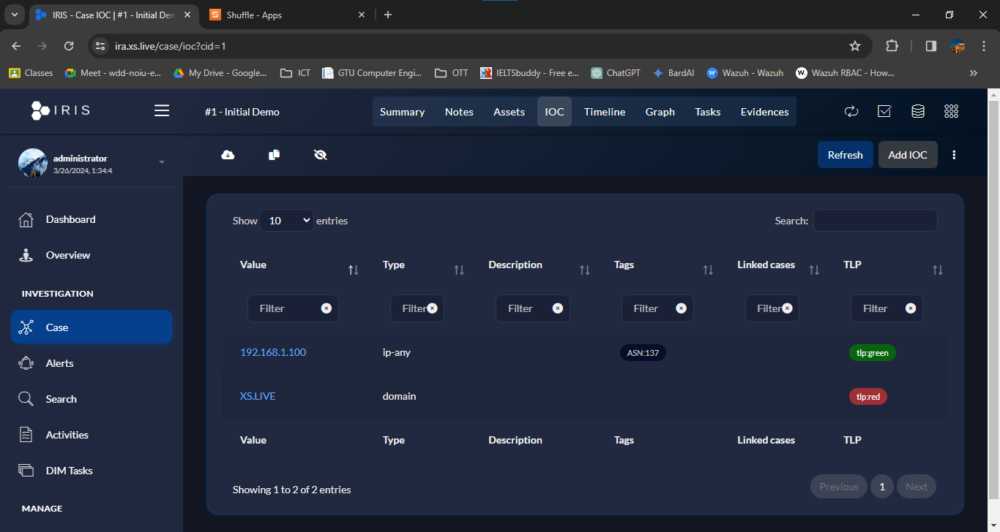 IRIS - Case IOC | #1 - Initial Den
Shuffle - Apps
ira.xs.live/case/ioc?cid=1
Classes Meet - wdd-noiu-e... My Drive - Google... ICT GTU Computer Engi... OTT IELTSbuddy - Free e... ChatGPT BardAI Wazuh - Wazuh Wazuh RBAC - How...
IRIS
#1 - Initial Demo
Summary Notes Assets IOC Timeline Graph Tasks Evidences
administrator
3/26/2024, 1:34:4
Refresh Add IOC
Dashboard
Overview
INVESTIGATION
Case
Alerts
Search
Activities
DIM Tasks
MANAGE
Show 10 entries
Search:
Value Type Description Tags Linked cases TLP
Filter Filter Filter Filter Filter Filter
192.168.1.100 ip-any ASN:137 tlp:green
XS.LIVE domain tlp:red
Value Type Description Tags Linked cases TLP
Showing 1 to 2 of 2 entries
Previous 1 Next